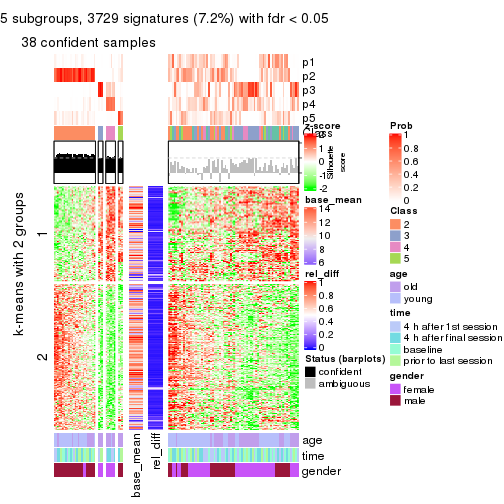 5 subgroups, 3729 signatures (7.2%) with fdr < 0.05
38 confident samples
p1
p2
p3
p4
p5
Class
Silhouette
score
k-means with 2 groups
1
2
age
time
gender
base_mean
rel_diff
z-score
2
1
0
-1
-2
base_mean
14
12
10
8
6
rel_diff
1
0.8
0.6
0.4
0.2
0
Status (barplots)
confident
ambiguous
Prob
1
0.8
0.6
0.4
0.2
0
Class
2
3
4
5
age
old
young
time
4 h after 1st session
4 h after final session
baseline
prior to last session
gender
female
male